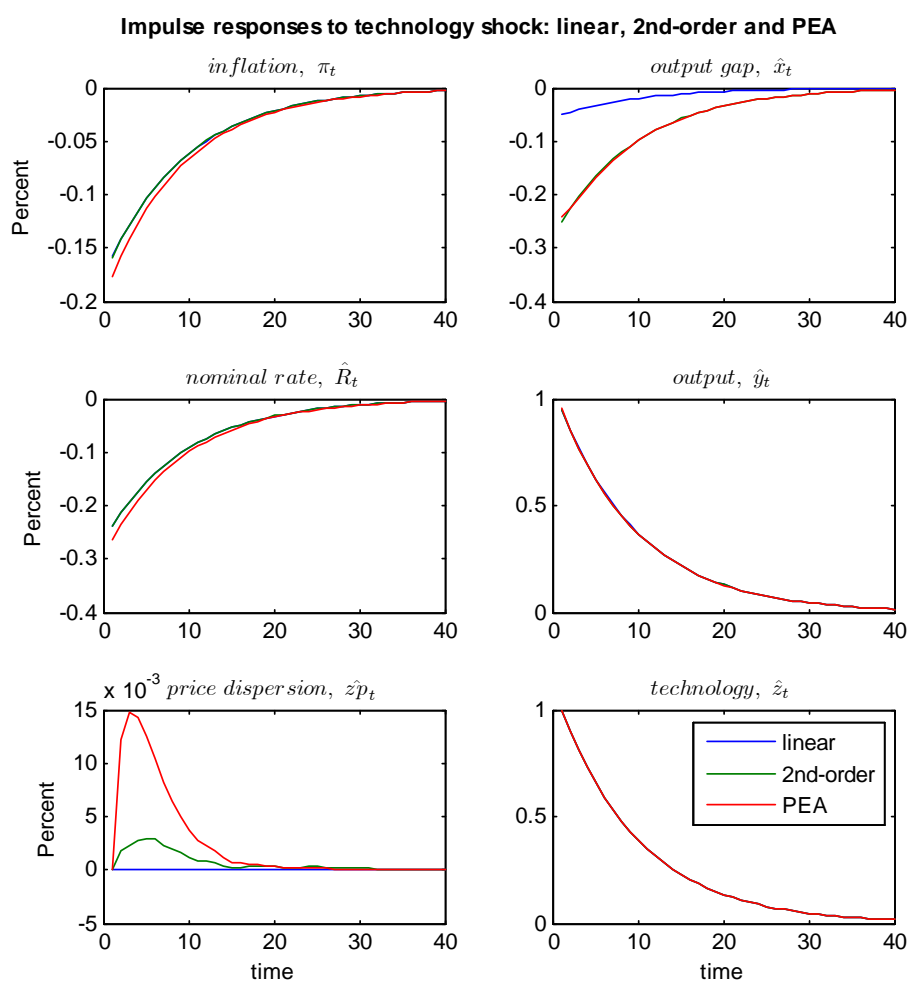 Impulse responses to technology shock: linear, 2nd-order and PEA
inflation, π_t
0
-0.05
-0.1
-0.15
-0.2
Percent
0 10 20 30 40
output gap, x̂_t
0
-0.1
-0.2
-0.3
-0.4
0 10 20 30 40
nominal rate, R̂_t
0
-0.1
-0.2
-0.3
-0.4
Percent
0 10 20 30 40
output, ŷ_t
1
0.5
0
0 10 20 30 40
x 10⁻³ price dispersion, zp̂_t
15
10
5
0
-5
Percent
0 10 20 30 40
time
technology, ẑ_t
1
0.5
0
linear
2nd-order
PEA
0 10 20 30 40
time